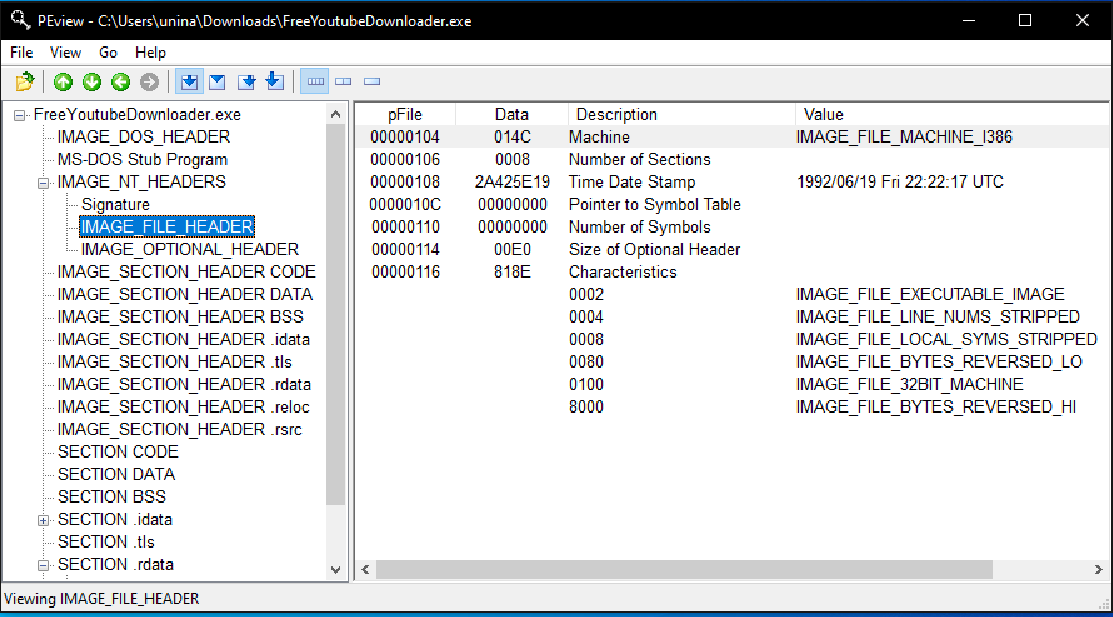 PEview - C:\Users\unina\Downloads\FreeYoutubeDownloader.exe
File View Go Help
FreeYoutubeDownloader.exe
IMAGE_DOS_HEADER
MS-DOS Stub Program
IMAGE_NT_HEADERS
Signature
IMAGE_FILE_HEADER
IMAGE_OPTIONAL_HEADER
IMAGE_SECTION_HEADER CODE
IMAGE_SECTION_HEADER DATA
IMAGE_SECTION_HEADER BSS
IMAGE_SECTION_HEADER .idata
IMAGE_SECTION_HEADER .tls
IMAGE_SECTION_HEADER .rdata
IMAGE_SECTION_HEADER .reloc
IMAGE_SECTION_HEADER .rsrc
SECTION CODE
SECTION DATA
SECTION BSS
SECTION .idata
SECTION .tls
SECTION .rdata
pFile Data Description Value
00000104 014C Machine IMAGE_FILE_MACHINE_I386
00000106 0008 Number of Sections
00000108 2A425E19 Time Date Stamp 1992/06/19 Fri 22:22:17 UTC
0000010C 00000000 Pointer to Symbol Table
00000110 00000000 Number of Symbols
00000114 00E0 Size of Optional Header
00000116 818E Characteristics
0002 IMAGE_FILE_EXECUTABLE_IMAGE
0004 IMAGE_FILE_LINE_NUMS_STRIPPED
0008 IMAGE_FILE_LOCAL_SYMS_STRIPPED
0080 IMAGE_FILE_BYTES_REVERSED_LO
0100 IMAGE_FILE_32BIT_MACHINE
8000 IMAGE_FILE_BYTES_REVERSED_HI
Viewing IMAGE_FILE_HEADER